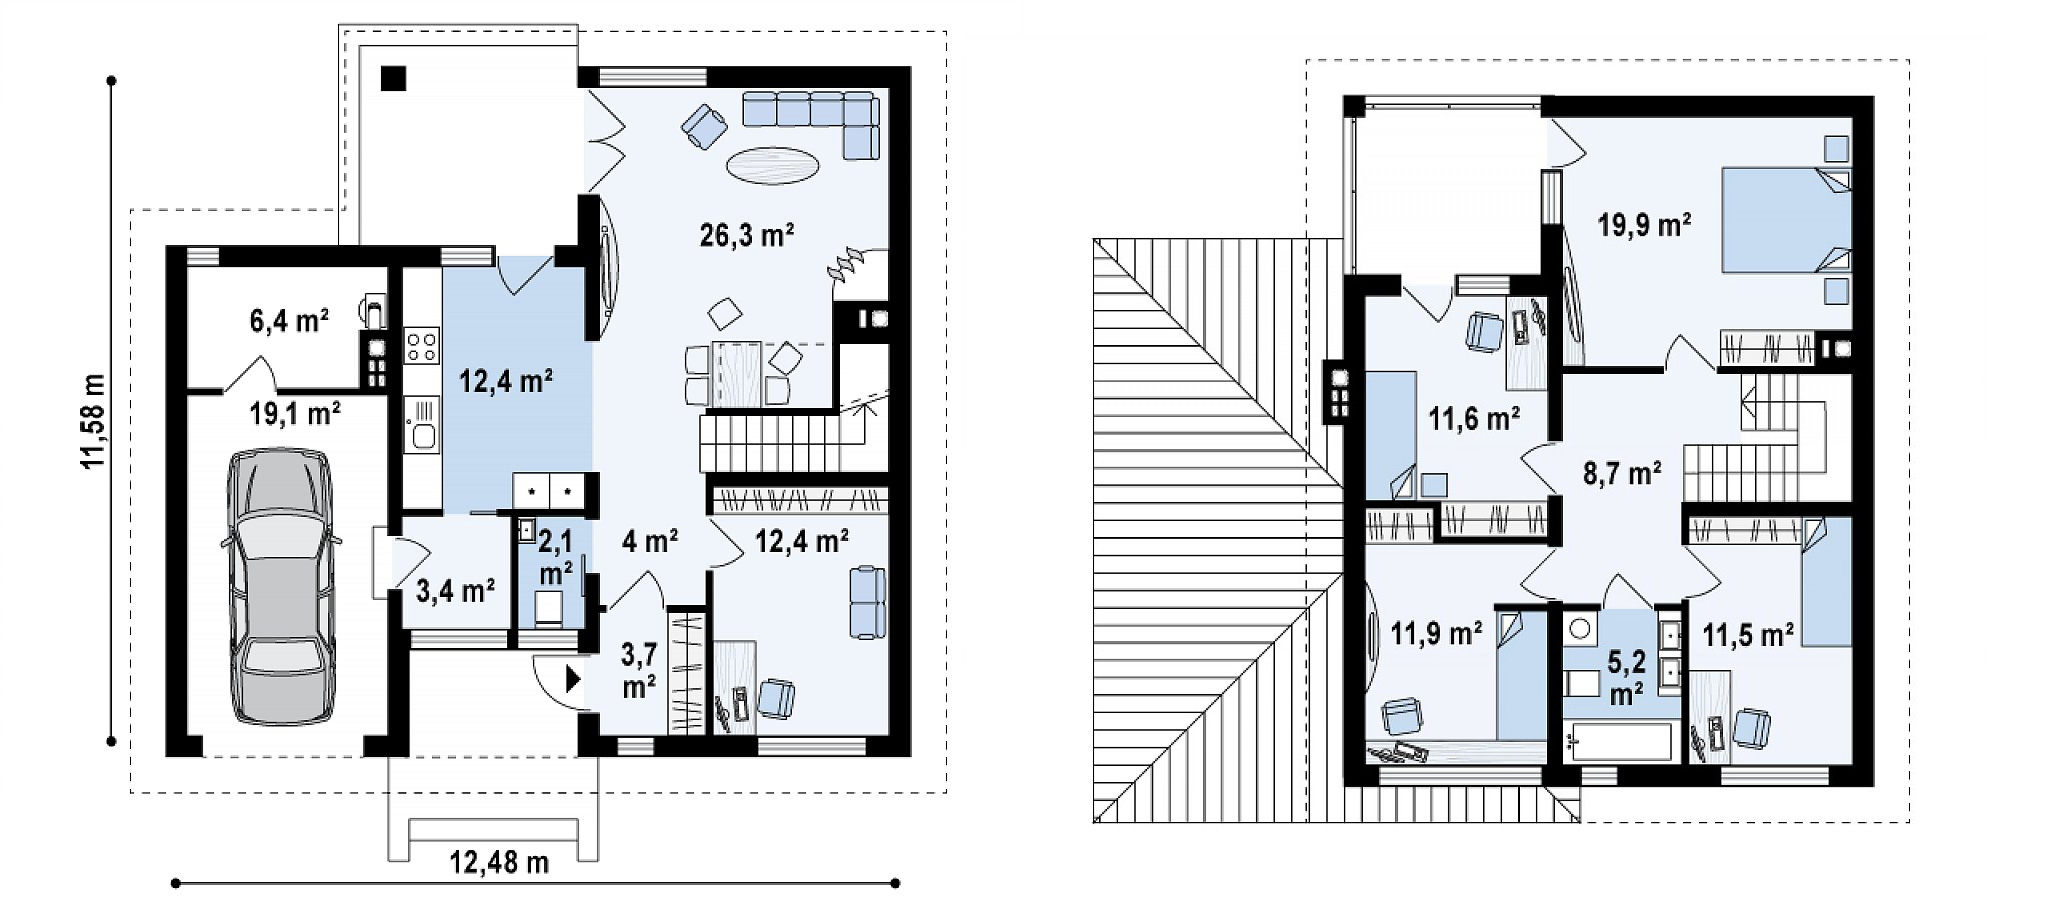 26,3 m²
6,4 m²
12,4 m²
19,1 m²
11,58 m
2,1
m²
4 m²
12,4 m²
3,4 m²
3,7
m²
12,48 m
19,9 m²
11,6 m²
8,7 m²
11,9 m²
5,2
m²
11,5 m²